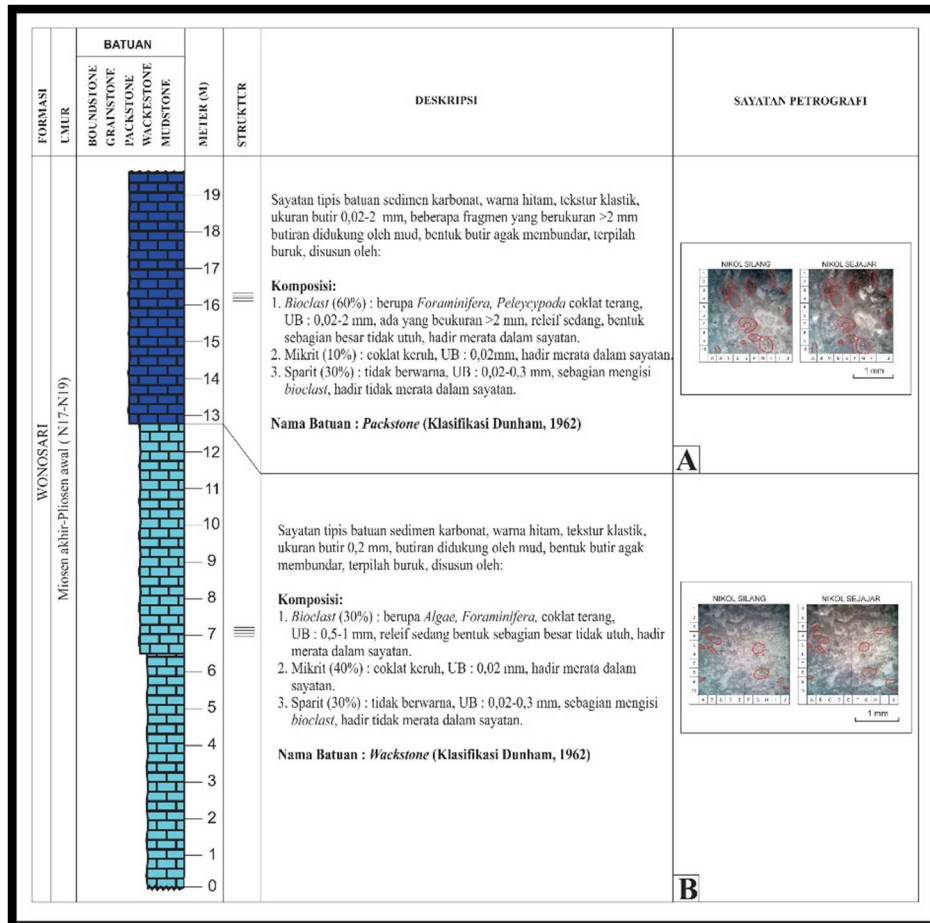 FORMASI
UMUR
BATUAN
BOUNDSTONE
GRAINSTONE
PACKSTONE
WACKESTONE
MUDSTONE
METER (M)
STRUKTUR
DESKRIPSI
SAYATAN PETROGRAFI
WONOSARI
Miosen akhir-Pliosen awal ( N17-N19)
19
18
17
16
15
14
13
12
11
10
9
8
7
6
5
4
3
2
1
0
Sayatan tipis batuan sedimen karbonat, warna hitam, tekstur klastik,
ukuran butir 0,02-2 mm, beberapa fragmen yang berukuran >2 mm
butiran didukung oleh mud, bentuk butir agak membundar, terpilah
buruk, disusun oleh:
Komposisi:
1. Bioclast (60%) : berupa Foraminifera, Peleycypoda coklat terang,
UB : 0,02-2 mm, ada yang beukuran >2 mm, releif sedang, bentuk
sebagian besar tidak utuh, hadir merata dalam sayatan.
2. Mikrit (10%) : coklat keruh, UB : 0,02mm, hadir merata dalam sayatan.
3. Sparit (30%) : tidak berwarna, UB : 0,02-0,3 mm, sebagian mengisi
bioclast, hadir tidak merata dalam sayatan.
Nama Batuan : Packstone (Klasifikasi Dunham, 1962)
NIKOL SILANG
NIKOL SEJAJAR
1 mm
A
Sayatan tipis batuan sedimen karbonat, warna hitam, tekstur klastik,
ukuran butir 0,2 mm, butiran didukung oleh mud, bentuk butir agak
membundar, terpilah buruk, disusun oleh:
Komposisi:
1. Bioclast (30%) : berupa Algae, Foraminifera, coklat terang,
UB : 0,5-1 mm, releif sedang bentuk sebagian besar tidak utuh, hadir
merata dalam sayatan.
2. Mikrit (40%) : coklat keruh, UB : 0,02 mm, hadir merata dalam
sayatan.
3. Sparit (30%) : tidak berwarna, UB : 0,02-0,3 mm, sebagian mengisi
bioclast, hadir tidak merata dalam sayatan.
Nama Batuan : Wackstone (Klasifikasi Dunham, 1962)
NIKOL SILANG
NIKOL SEJAJAR
1 mm
B